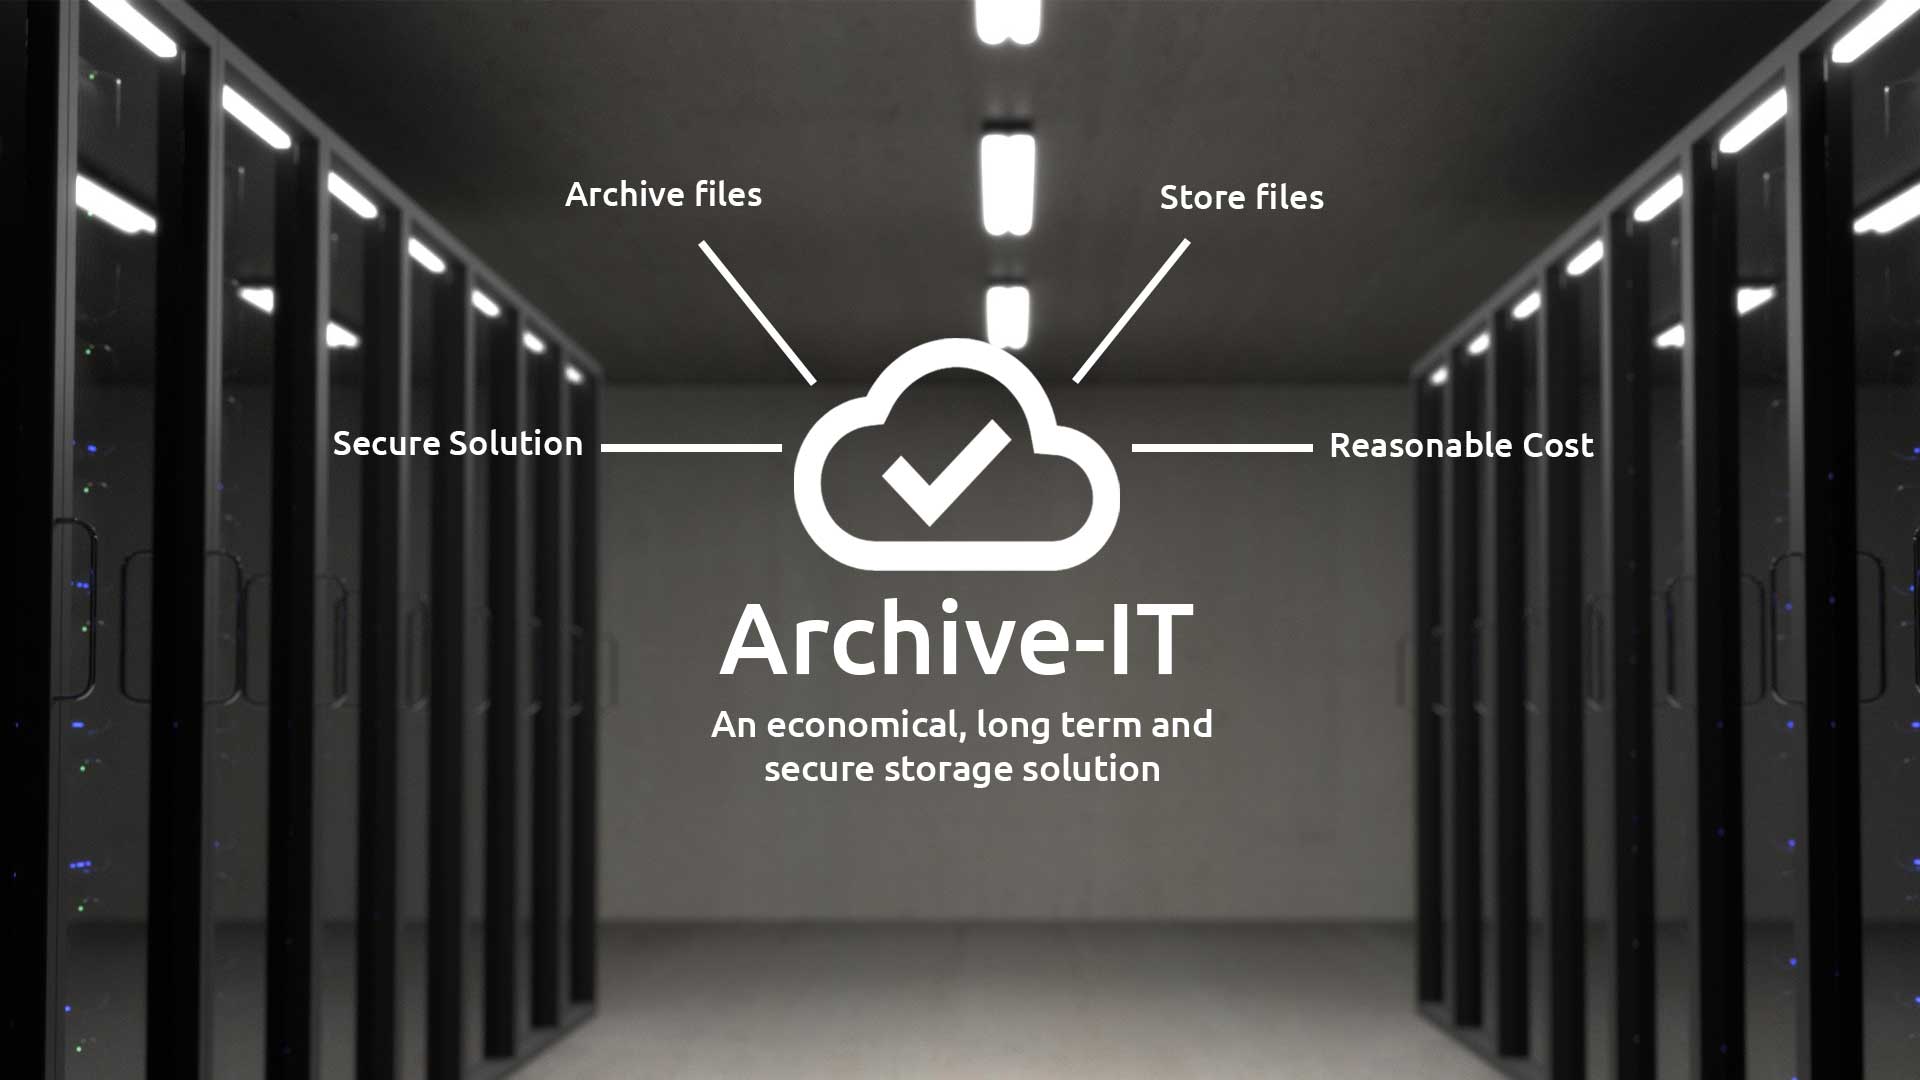 Archive files
Store files
Secure Solution
Reasonable Cost
Archive-IT
An economical, long term and
secure storage solution